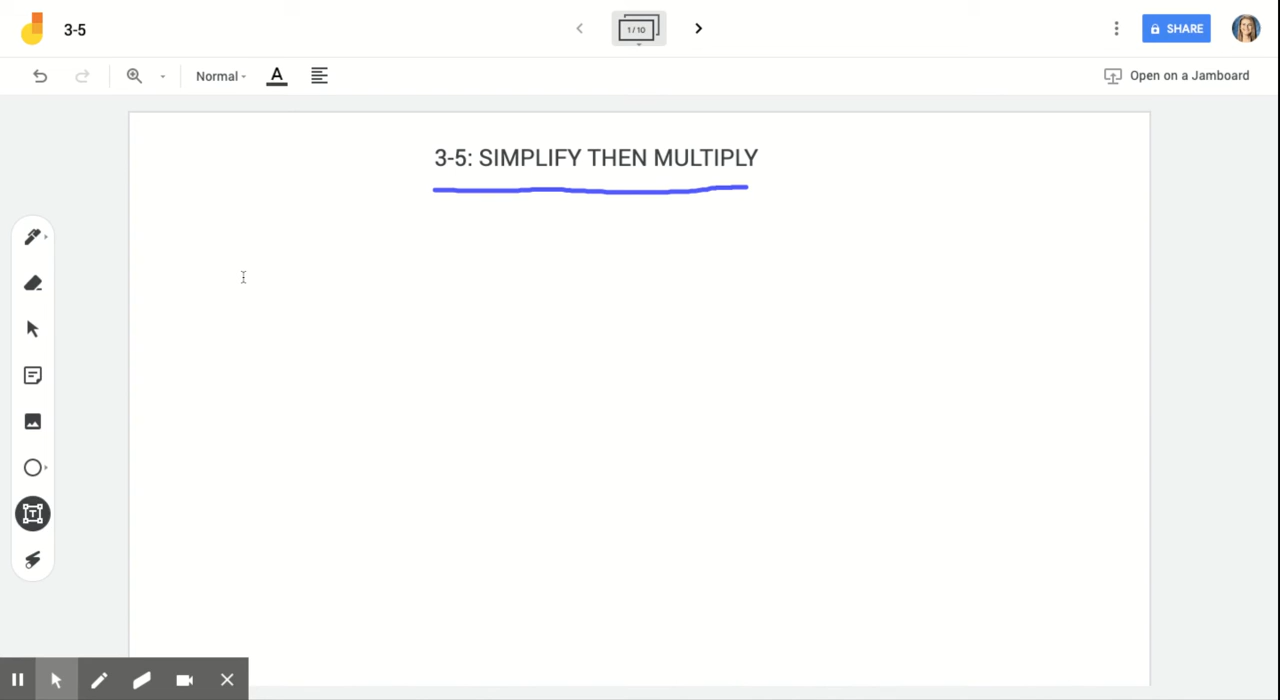 3-5
1 / 10
SHARE
Normal
A
Open on a Jamboard
3-5: SIMPLIFY THEN MULTIPLY
T